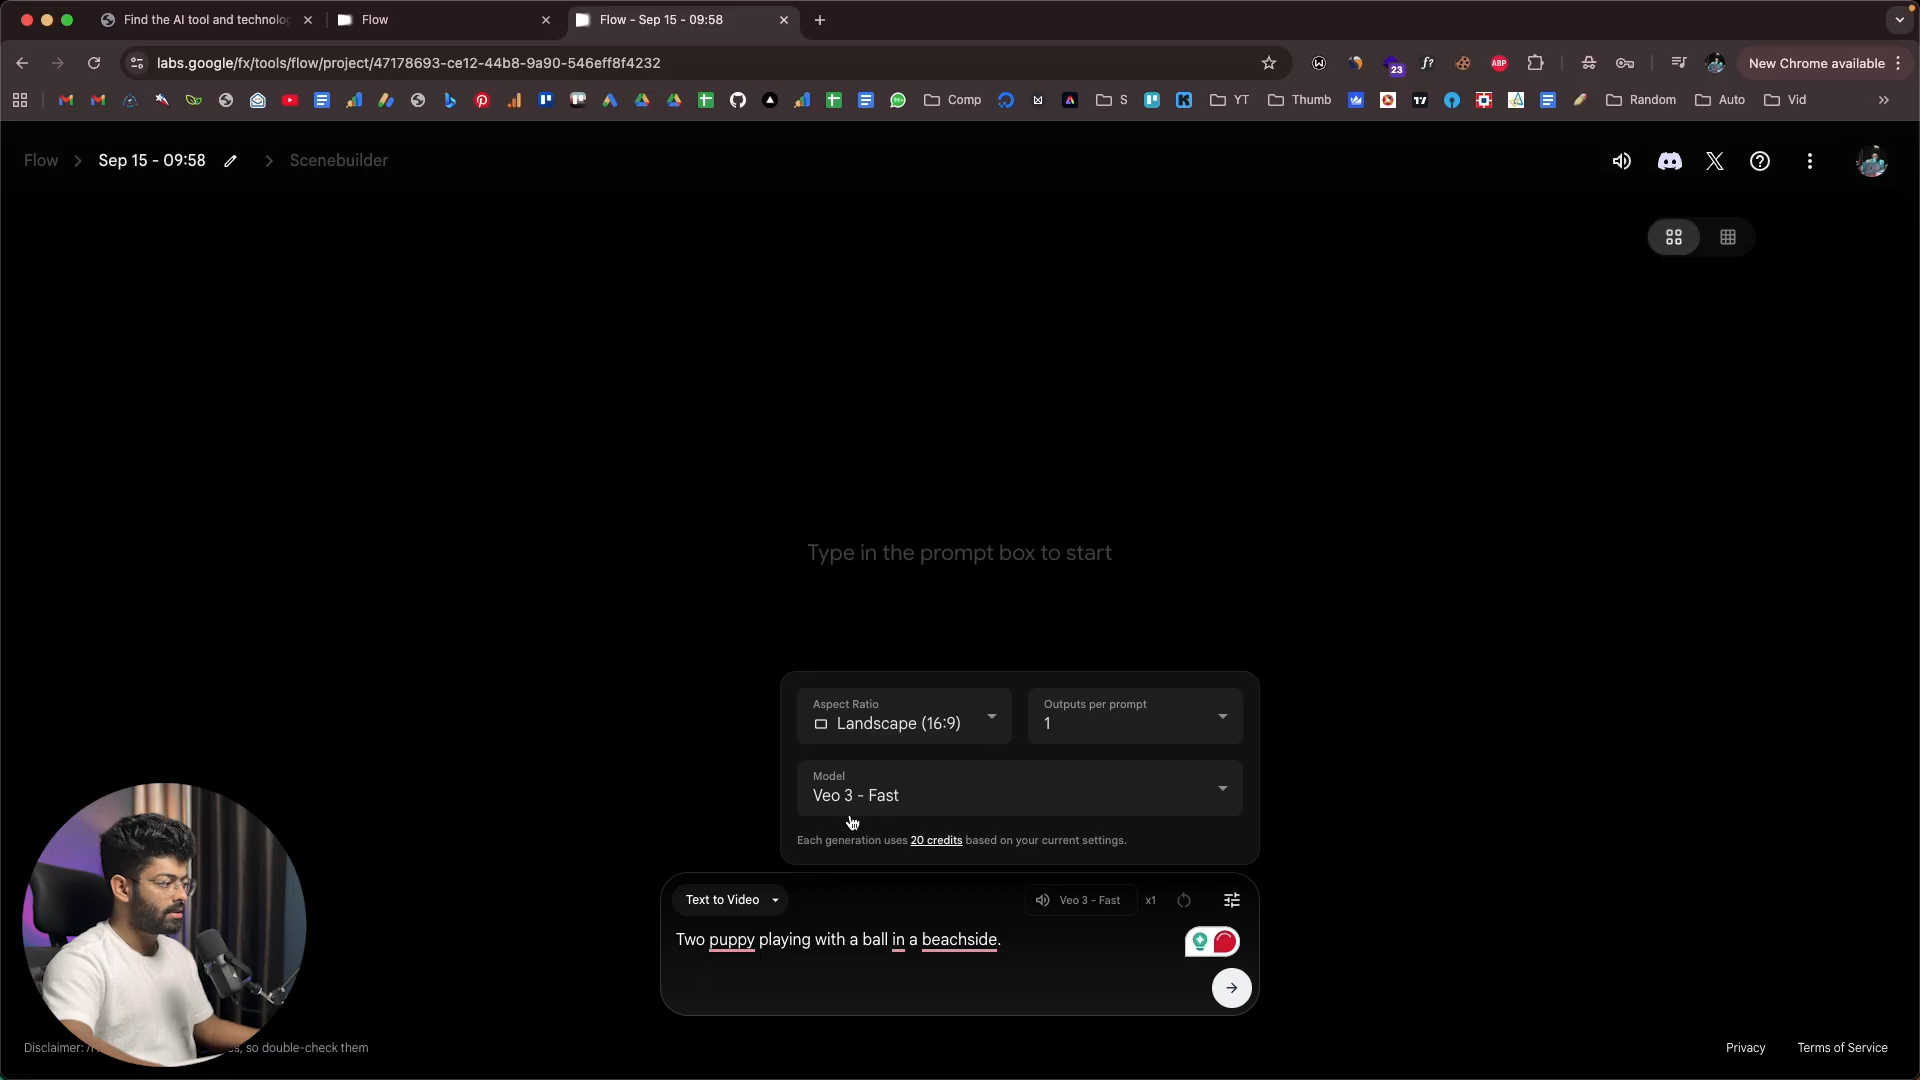 Find the AI tool and technolog
Flow
Flow - Sep 15 - 09:58
labs.google/fx/tools/flow/project/47178693-ce12-44b8-9a90-546eff8f4232
23
f?
ABP
New Chrome available
Comp
S
YT
Thumb
Random
Auto
Vid
Flow
Sep 15 - 09:58
Scenebuilder
Type in the prompt box to start
Aspect Ratio
Landscape (16:9)
Outputs per prompt
1
Model
Veo 3 - Fast
Each generation uses 20 credits based on your current settings.
Text to Video
Veo 3 - Fast
x1
Two puppy playing with a ball in a beachside.
Disclaimer:
so double-check them
Privacy
Terms of Service